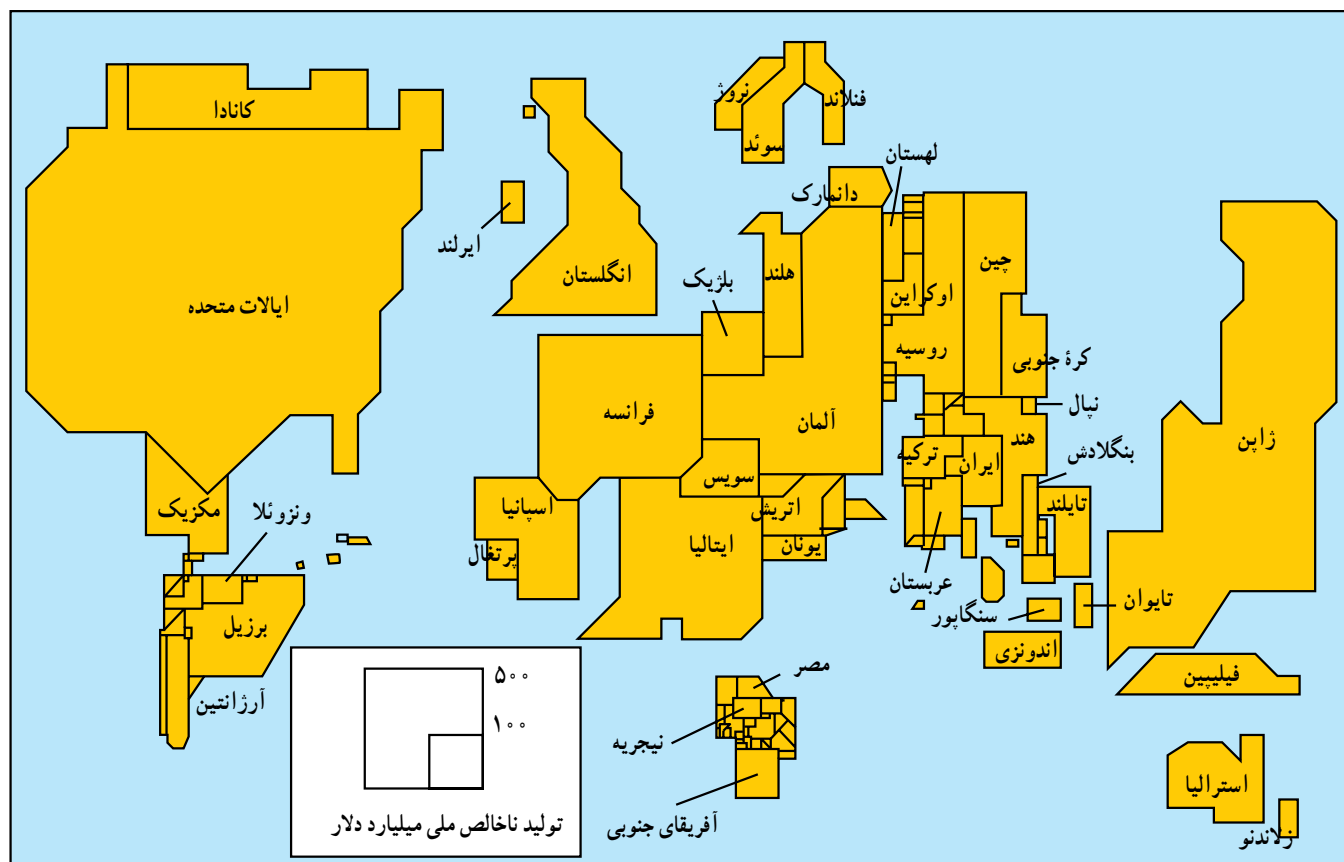 کانادا
ایالات متحده
مکزیک
ونزوئلا
برزیل
آرژانتین
ایرلند
انگلستان
نروژ
سوئد
فنلاند
دانمارک
لهستان
هلند
بلژیک
آلمان
فرانسه
سویس
اتریش
یونان
ایتالیا
اسپانیا
پرتغال
اوکراین
روسیه
چین
کرهٔ جنوبی
نپال
هند
بنگلادش
ترکیه
ایران
عربستان
تایلند
سنگاپور
تایوان
اندونزی
ژاپن
فیلیپین
استرالیا
زلاندنو
مصر
نیجریه
آفریقای جنوبی
۵۰۰
۱۰۰
تولید ناخالص ملی میلیارد دلار